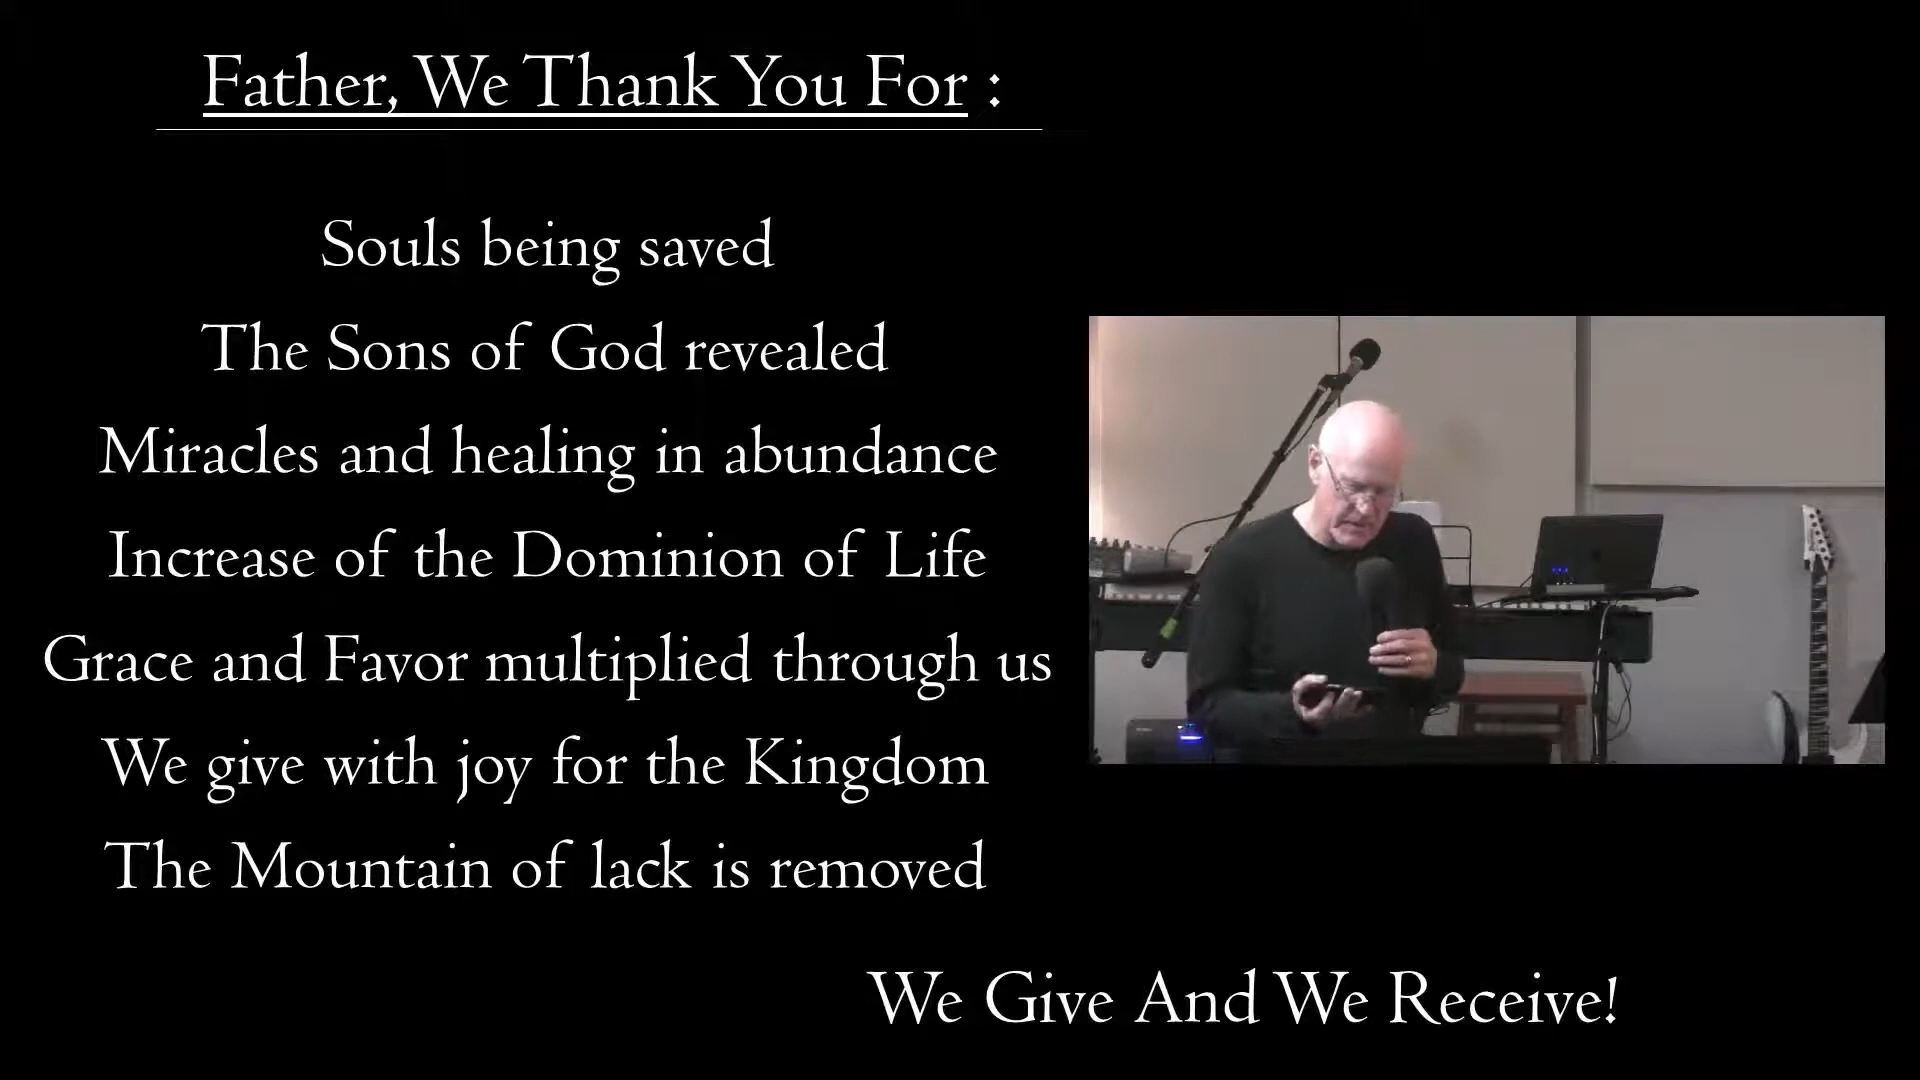 Father, We Thank You For :
Souls being saved
The Sons of God revealed
Miracles and healing in abundance
Increase of the Dominion of Life
Grace and Favor multiplied through us
We give with joy for the Kingdom
The Mountain of lack is removed
We Give And We Receive!